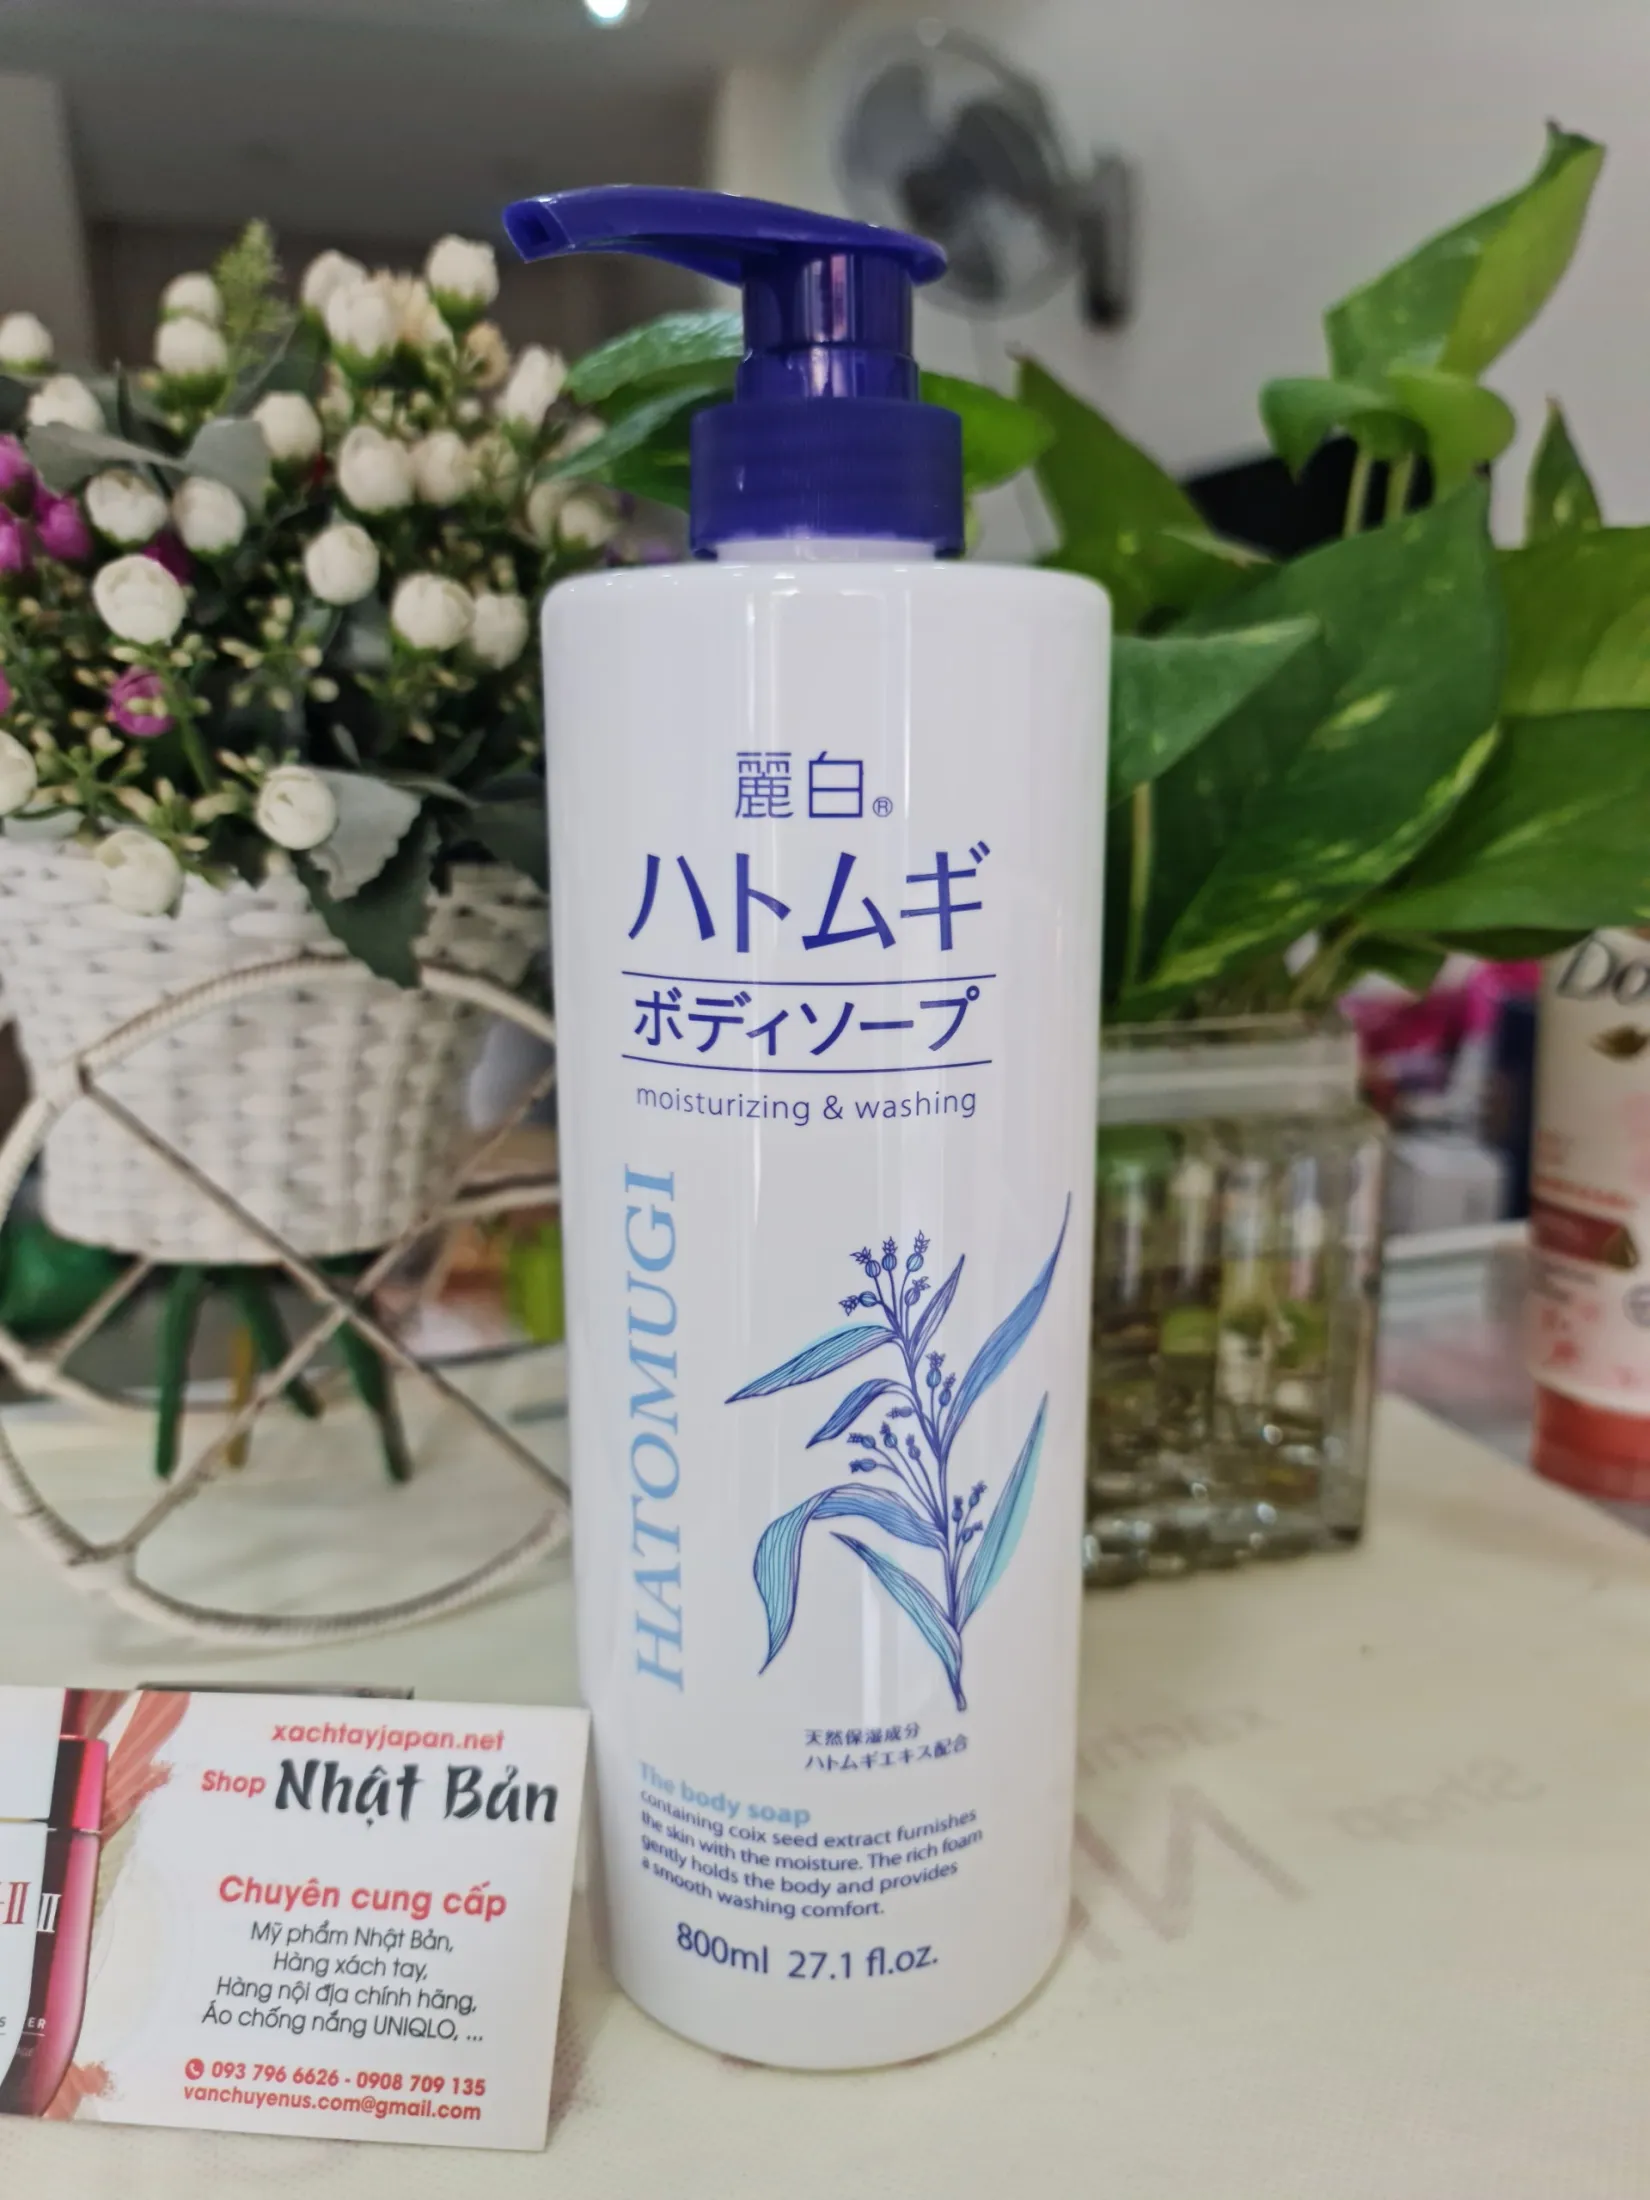 麗白®
ハトムギ
ボディソープ
moisturizing & washing
HATOMUGI
天然保湿成分
ハトムギエキス配合
The body soap
containing coix seed extract furnishes
the skin with the moisture. The rich foam
gently holds the body and provides
a smooth washing comfort.
800ml 27.1 fl.oz.
xachtayjapan.net
Shop Nhật Bản
Chuyên cung cấp
Mỹ phẩm Nhật Bản,
Hàng xách tay,
Hàng nội địa chính hãng,
Áo chống nắng UNIQLO, ...
093 796 6626 - 0908 709 135
vanchuyenus.com@gmail.com